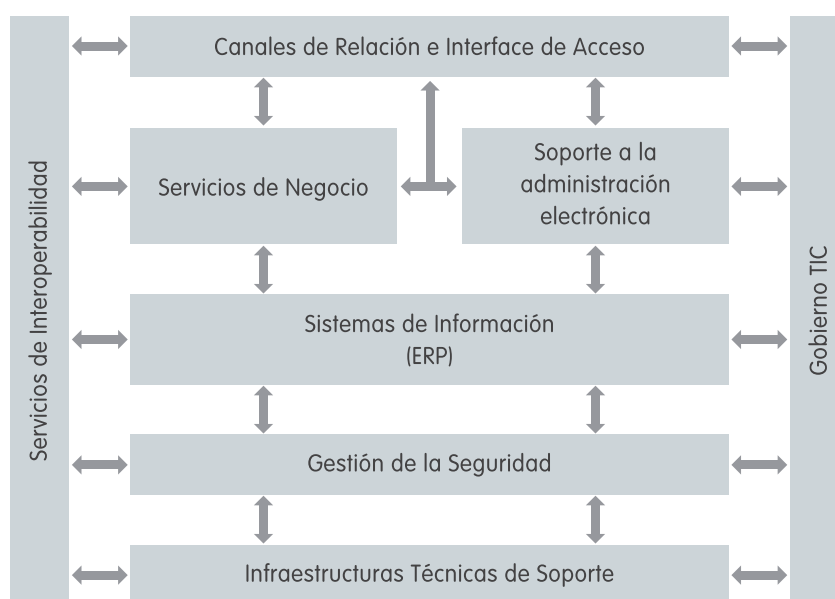 Canales de Relación e Interface de Acceso
Servicios de Negocio
Soporte a la
administración
electrónica
Sistemas de Información
(ERP)
Gestión de la Seguridad
Infraestructuras Técnicas de Soporte
Servicios de Interoperabilidad
Gobierno TIC